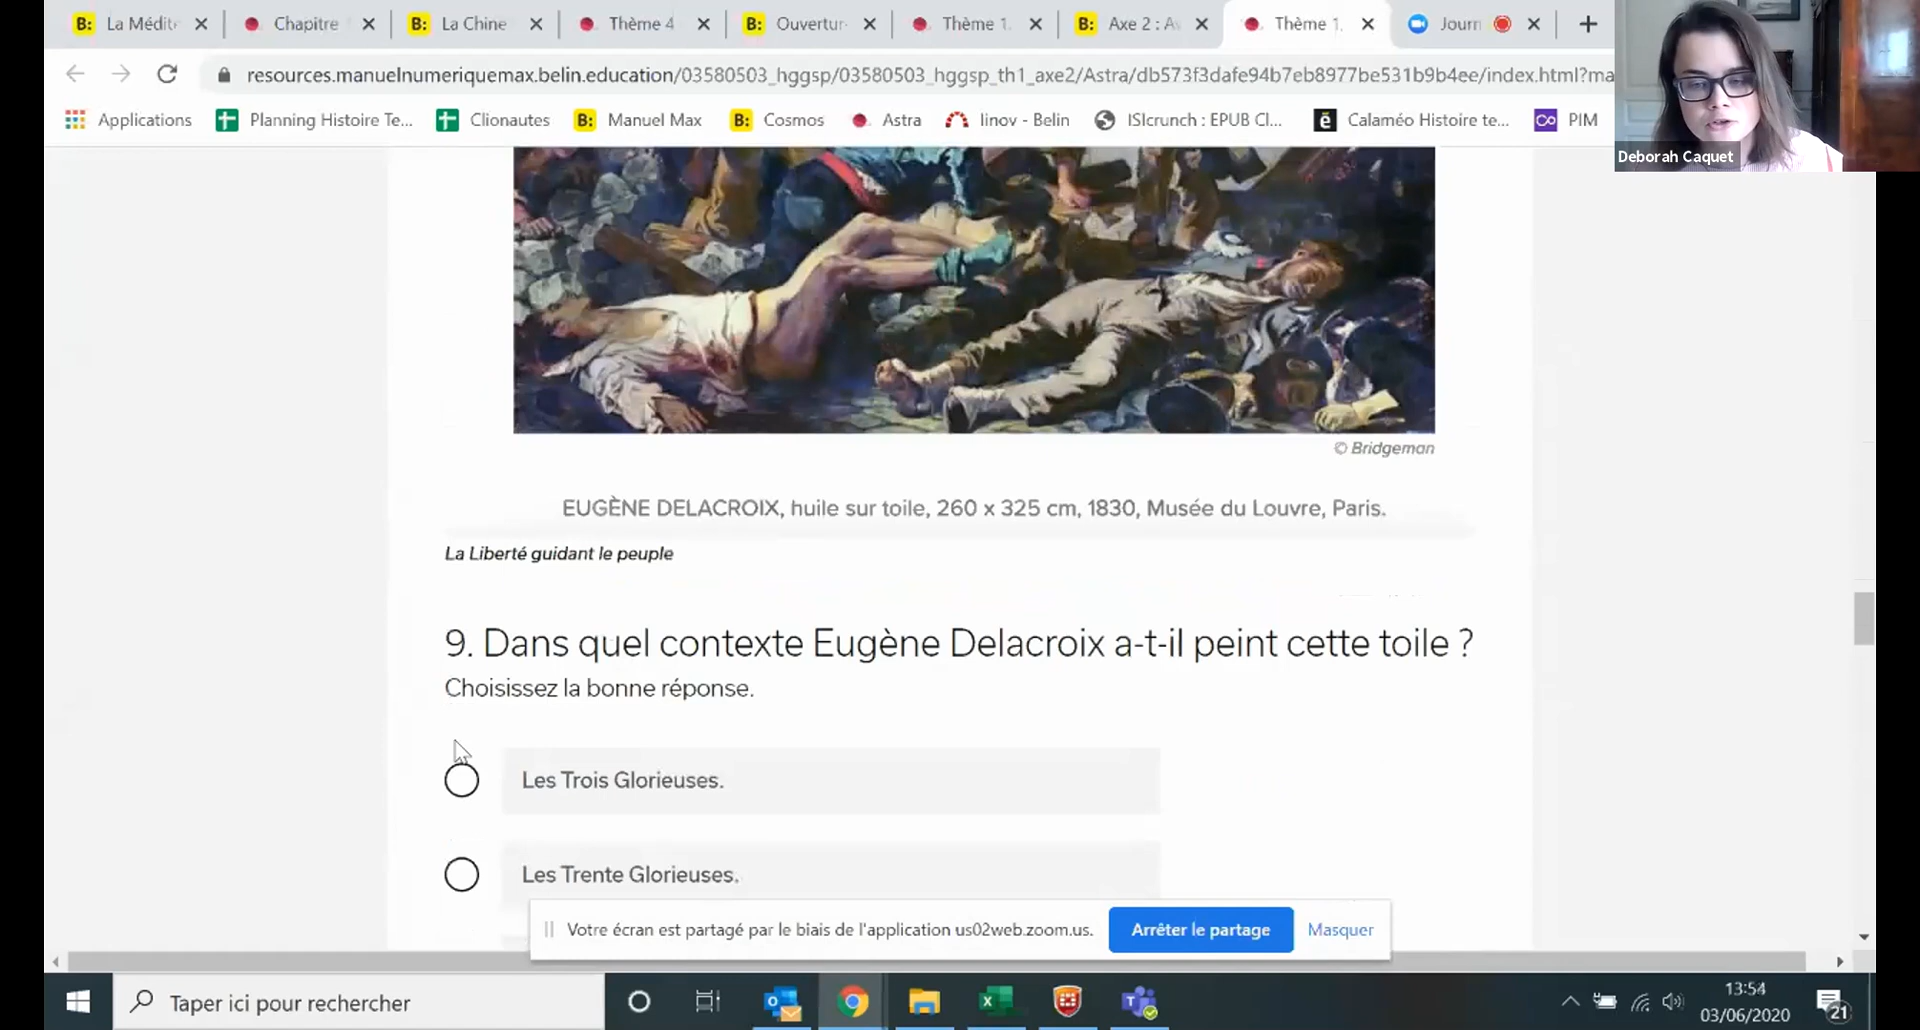 B: La Médit
Chapitre
B: La Chine
Thème 4
B: Ouvertur
Thème 1.
B: Axe 2 : A
Thème 1.
Journ
resources.manuelnumeriquemax.belin.education/03580503_hggsp/03580503_hggsp_th1_axe2/Astra/db573f3dafe94b7eb8977be531b9b4ee/index.html?ma
Applications
Planning Histoire Te...
Clionautes
B: Manuel Max
B: Cosmos
Astra
Iinov - Belin
ISIcrunch : EPUB Cl...
ē Calaméo Histoire te...
PIM
Deborah Caquet
© Bridgeman
EUGÈNE DELACROIX, huile sur toile, 260 x 325 cm, 1830, Musée du Louvre, Paris.
La Liberté guidant le peuple
9. Dans quel contexte Eugène Delacroix a-t-il peint cette toile ?
Choisissez la bonne réponse.
Les Trois Glorieuses.
Les Trente Glorieuses.
Votre écran est partagé par le biais de l'application us02web.zoom.us.
Arrêter le partage
Masquer
Taper ici pour rechercher
13:54
03/06/2020
21